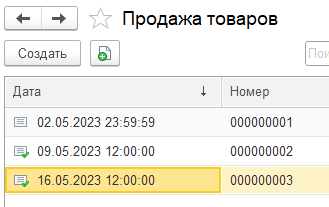 Продажа товаров
Создать
Пои
Дата ↓ Номер
02.05.2023 23:59:59 000000001
09.05.2023 12:00:00 000000002
16.05.2023 12:00:00 000000003